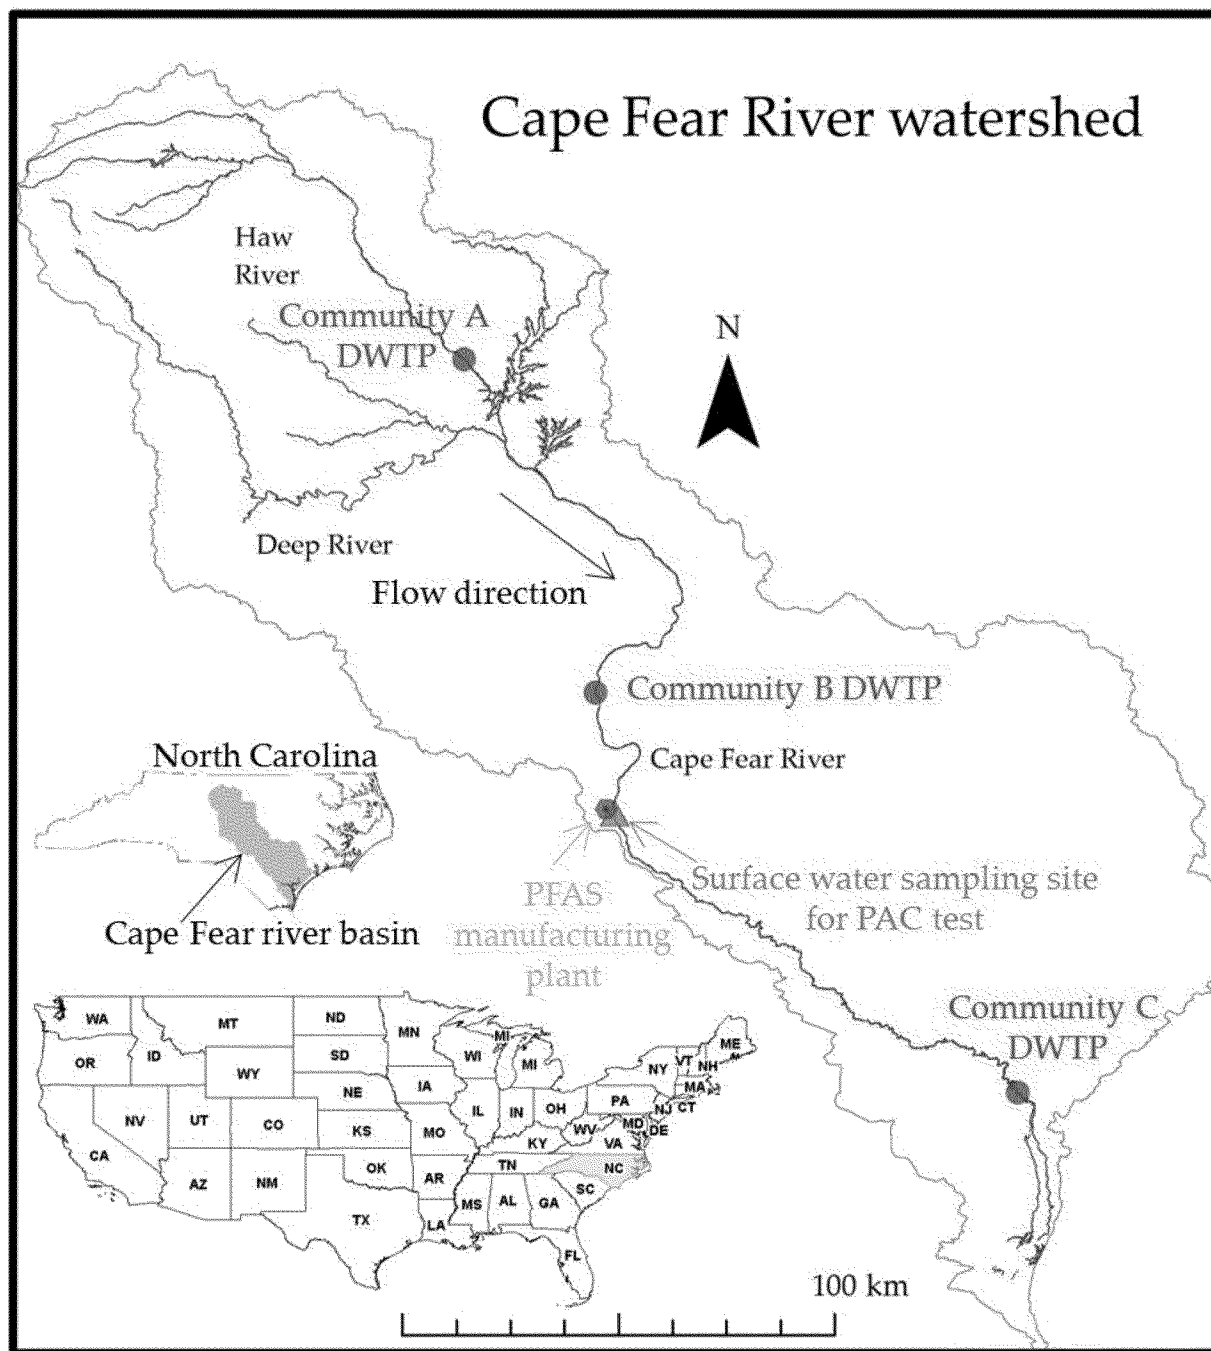 Cape Fear River watershed
Haw
River
Community A
DWTP
N
Deep River
Flow direction
Community B DWTP
North Carolina
Cape Fear River
Surface water sampling site
for PAC test
PFAS
manufacturing
plant
Cape Fear river basin
Community C
DWTP
WA
OR
ID
MT
WY
ND
SD
NE
KS
OK
TX
NV
UT
CO
CA
AZ
NM
MN
IA
MO
AR
LA
WI
MI
MI
IL
IN
OH
KY
TN
MS
AL
GA
FL
SC
NC
VA
WV
PA
NY
VT
NH
ME
MA
CT
NJ
DE
MD
100 km